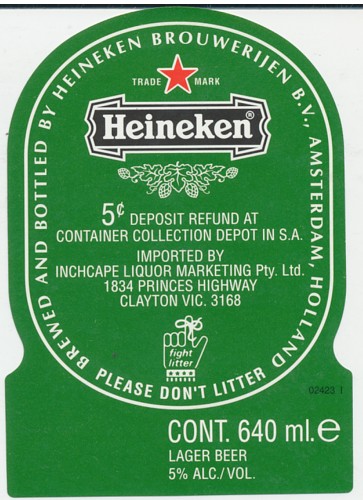 BREWED AND BOTTLED BY HEINEKEN BROUWERIJEN B.V., AMSTERDAM, HOLLAND
TRADE MARK
Heineken®
5¢ DEPOSIT REFUND AT
CONTAINER COLLECTION DEPOT IN S.A.
IMPORTED BY
INCHCAPE LIQUOR MARKETING Pty. Ltd.
1834 PRINCES HIGHWAY
CLAYTON VIC. 3168
fight
litter
PLEASE DON'T LITTER
02423 1
CONT. 640 ml.e
LAGER BEER
5% ALC./VOL.